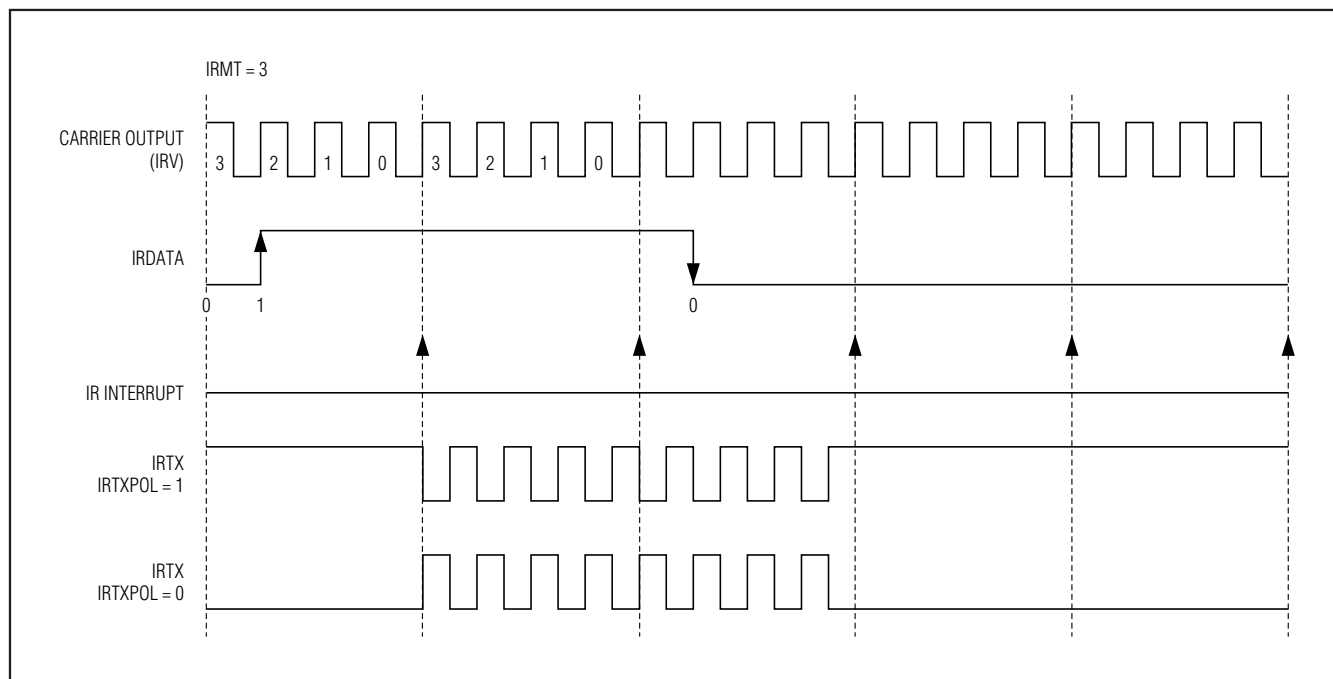 IRMT = 3
CARRIER OUTPUT
(IRV)
3 2 1 0 3 2 1 0
IRDATA
0 1 0
IR INTERRUPT
IRTX
IRTXPOL = 1
IRTX
IRTXPOL = 0